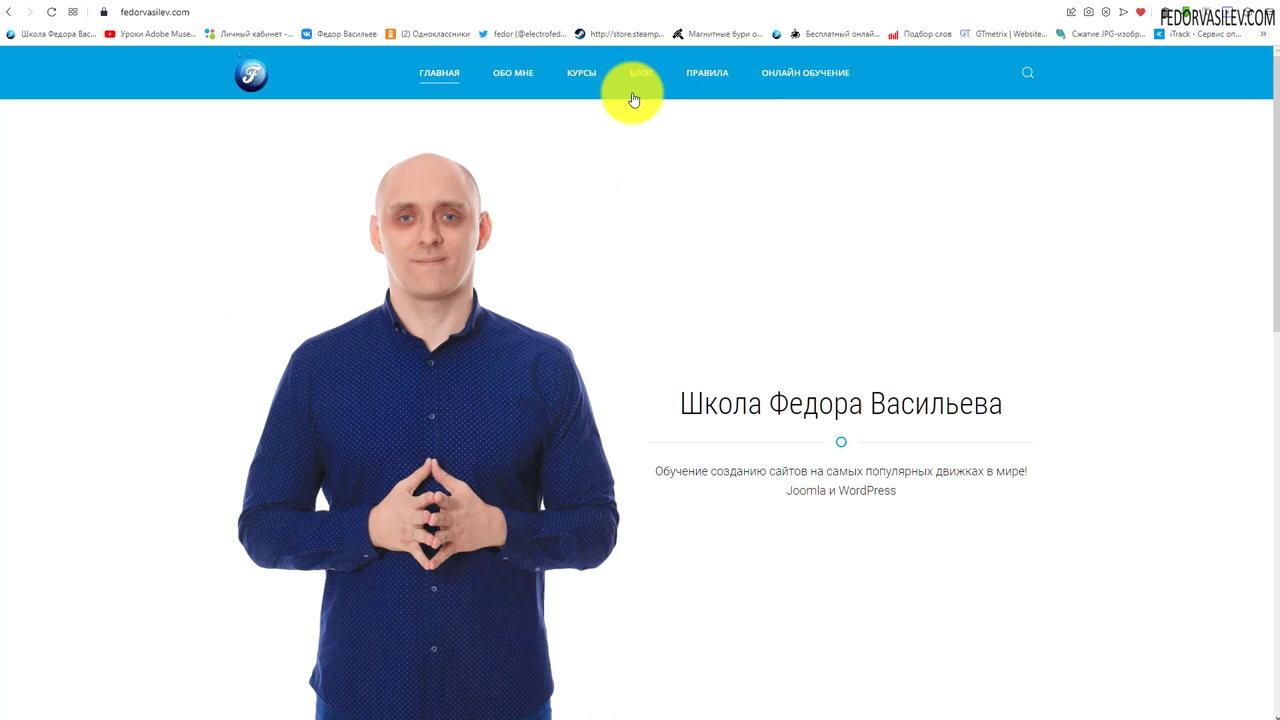 fedorvasilev.com
FEDORVASILEV.COM
Школа Федора Вас...
Уроки Adobe Muse...
Личный кабинет -...
Федор Васильев
(2) Одноклассники
fedor (@electrofed...
http://store.steamp...
Магнитные бури о...
Бесплатный онлай...
Подбор слов
GTmetrix | Website...
Сжатие JPG-изобр...
iTrack - Сервис оп...
ГЛАВНАЯ
ОБО МНЕ
КУРСЫ
БЛОГ
ПРАВИЛА
ОНЛАЙН ОБУЧЕНИЕ
Школа Федора Васильева
Обучение созданию сайтов на самых популярных движках в мире!
Joomla и WordPress